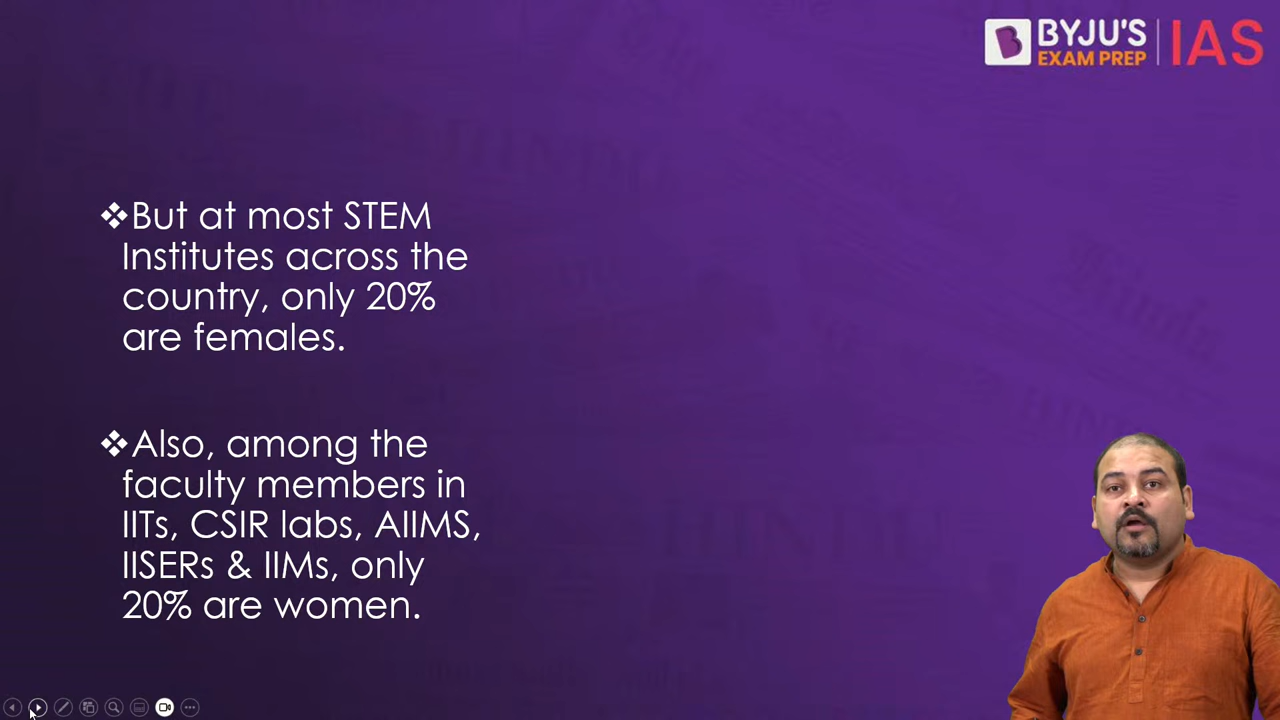 BYJU'S
EXAM PREP
IAS
❖But at most STEM
Institutes across the
country, only 20%
are females.
❖Also, among the
faculty members in
IITs, CSIR labs, AIIMS,
IISERs & IIMs, only
20% are women.